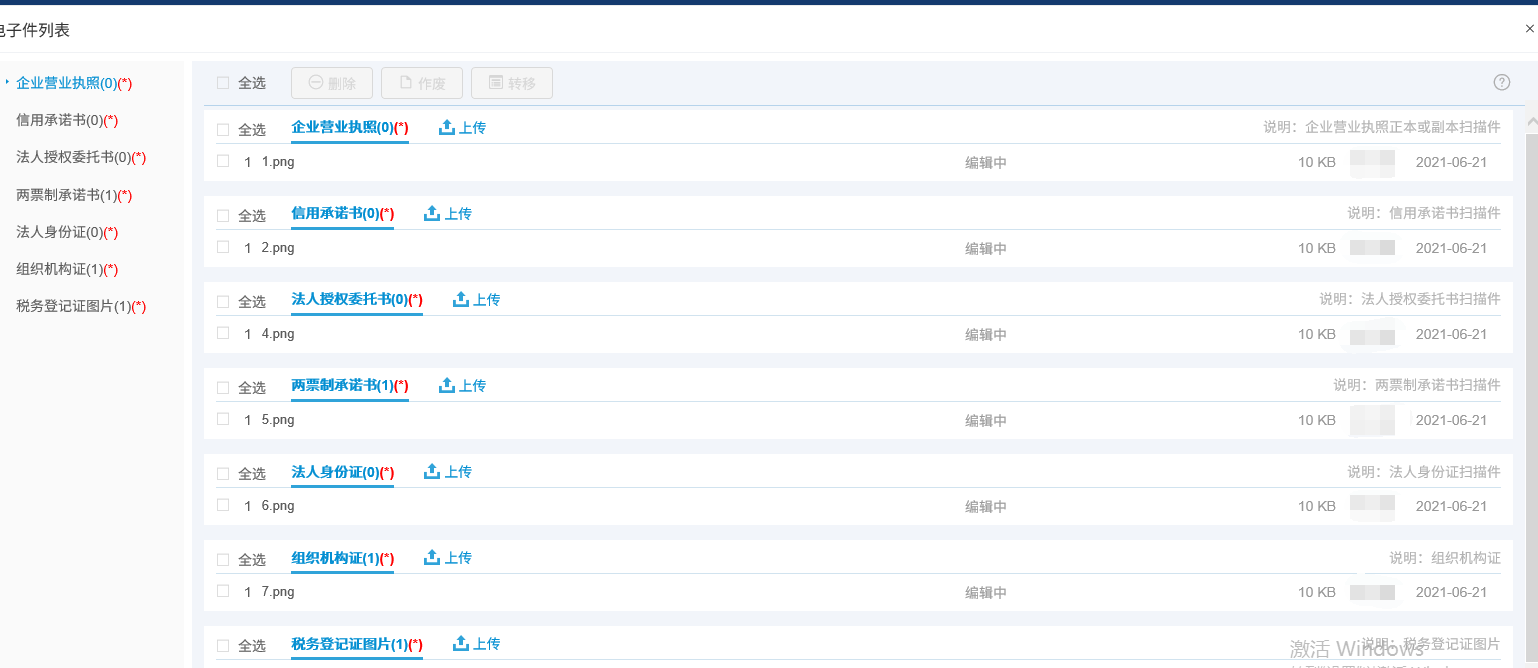 电子件列表
×
企业营业执照(0)(*)
信用承诺书(0)(*)
法人授权委托书(0)(*)
两票制承诺书(1)(*)
法人身份证(0)(*)
组织机构证(1)(*)
税务登记证图片(1)(*)
全选 删除 作废 转移 ?
全选 企业营业执照(0)(*) 上传 说明：企业营业执照正本或副本扫描件
1 1.png 编辑中 10 KB 2021-06-21
全选 信用承诺书(0)(*) 上传 说明：信用承诺书扫描件
1 2.png 编辑中 10 KB 2021-06-21
全选 法人授权委托书(0)(*) 上传 说明：法人授权委托书扫描件
1 4.png 编辑中 10 KB 2021-06-21
全选 两票制承诺书(1)(*) 上传 说明：两票制承诺书扫描件
1 5.png 编辑中 10 KB 2021-06-21
全选 法人身份证(0)(*) 上传 说明：法人身份证扫描件
1 6.png 编辑中 10 KB 2021-06-21
全选 组织机构证(1)(*) 上传 说明：组织机构证
1 7.png 编辑中 10 KB 2021-06-21
全选 税务登记证图片(1)(*) 上传 说明：税务登记证图片
激活 Windows